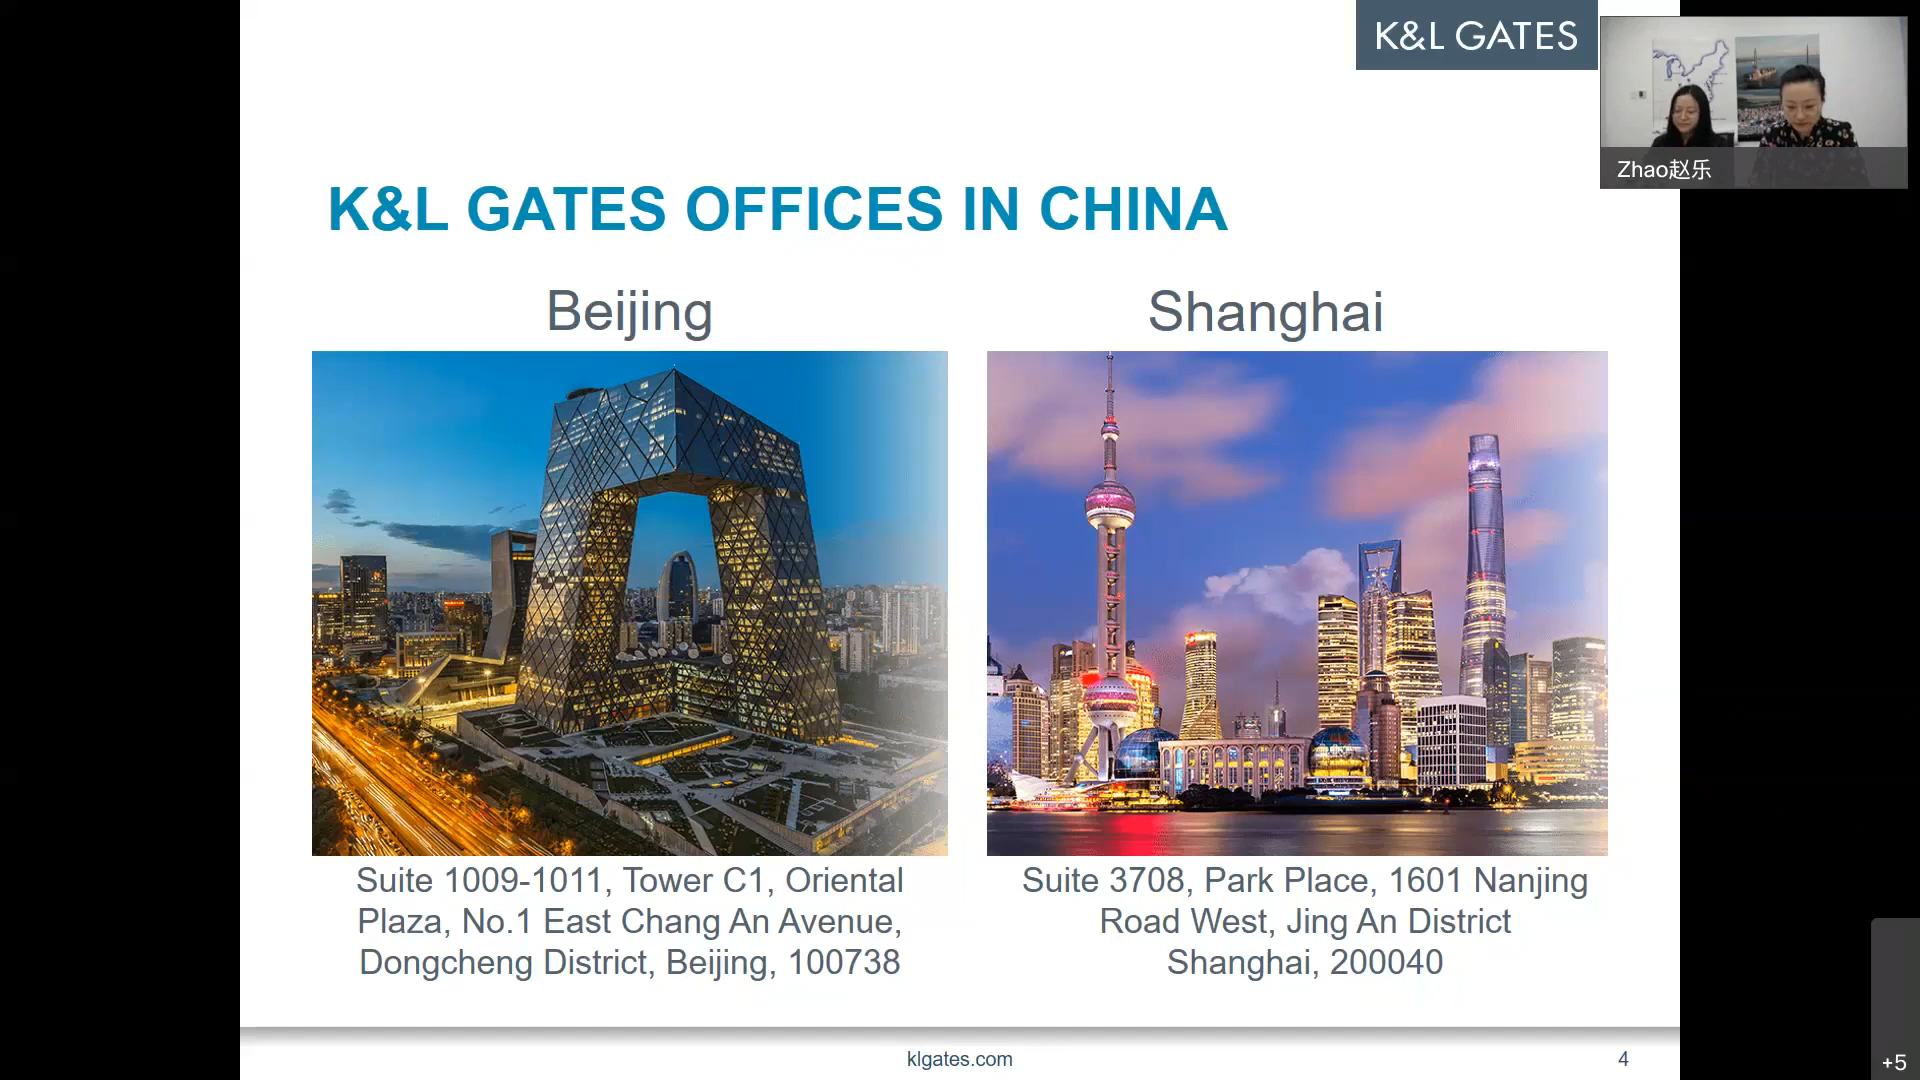 K&L GATES
Zhao赵乐
K&L GATES OFFICES IN CHINA
Beijing
Shanghai
Suite 1009-1011, Tower C1, Oriental
Plaza, No.1 East Chang An Avenue,
Dongcheng District, Beijing, 100738
Suite 3708, Park Place, 1601 Nanjing
Road West, Jing An District
Shanghai, 200040
klgates.com
4
+5